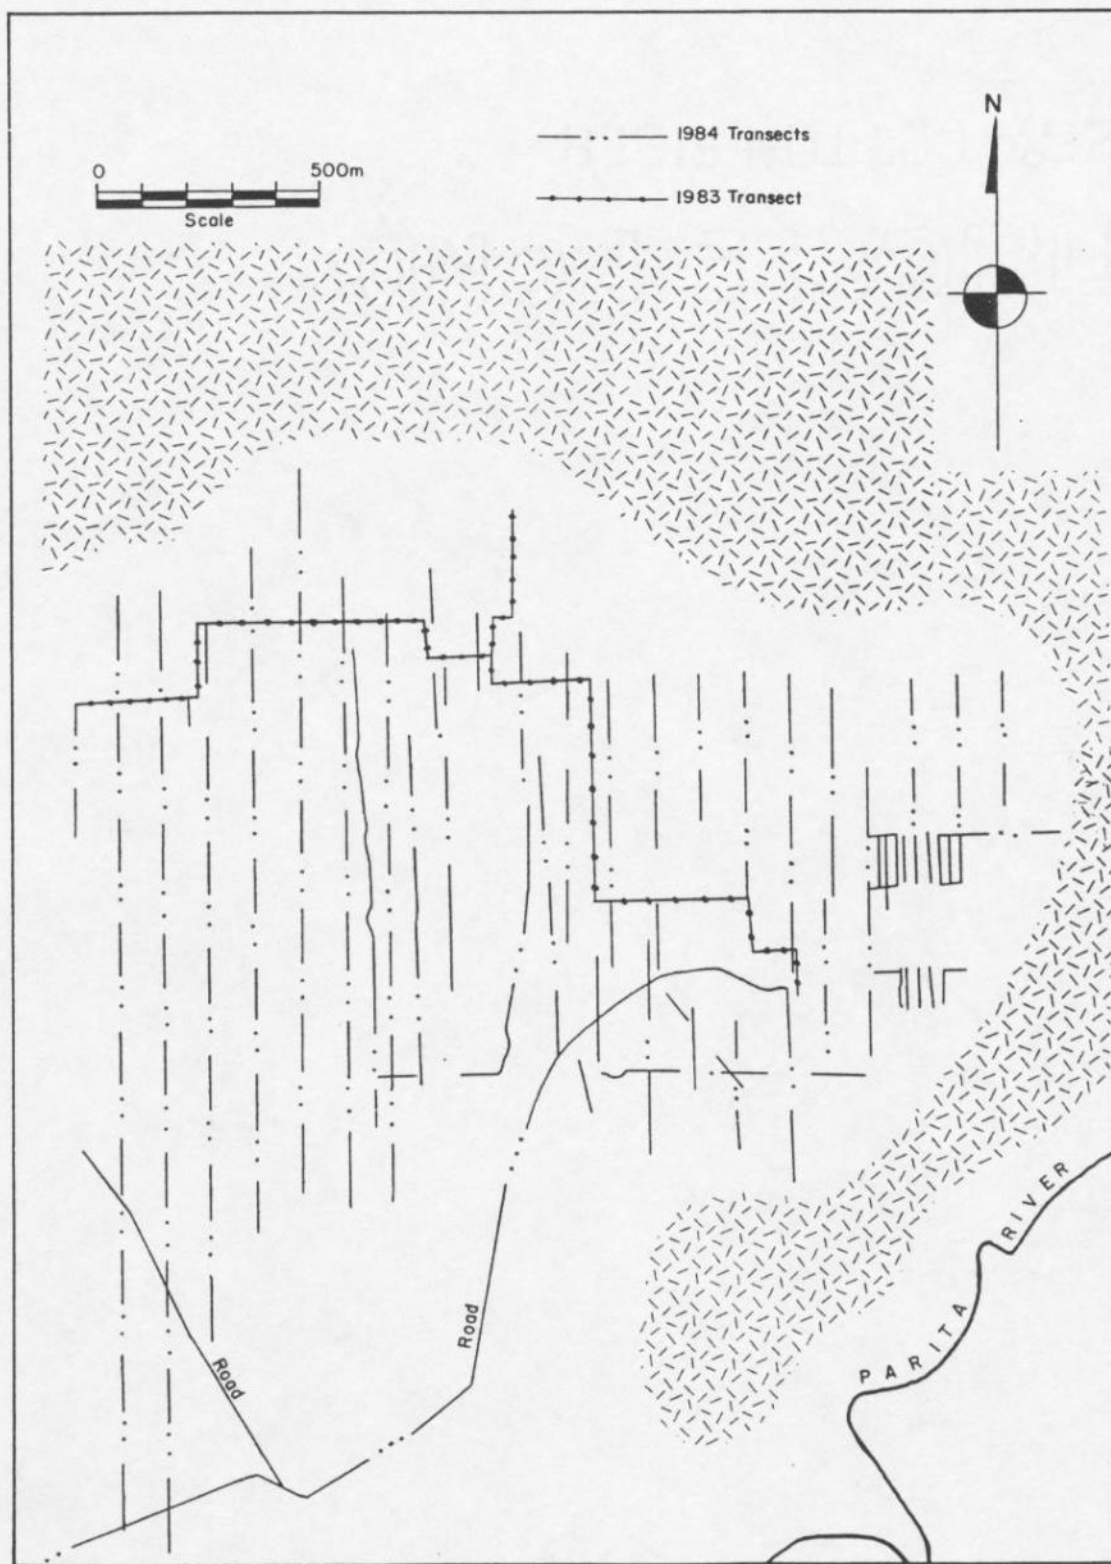 N
1984 Transects
0 500m
Scale
1983 Transect
PARITA RIVER
Road
Road